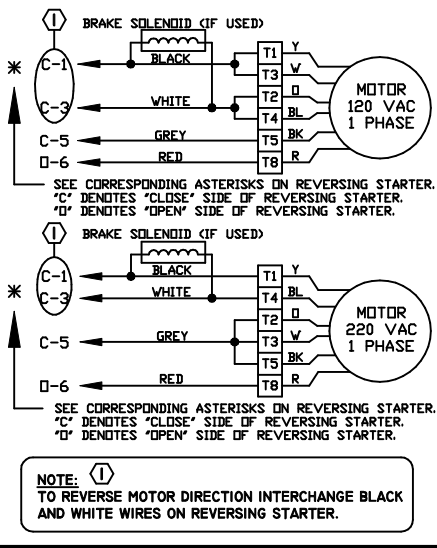 I BRAKE SOLENOID (IF USED)
T1 Y
* C-1 BLACK
T3 W
MOTOR
120 VAC
1 PHASE
T2 O
C-3 WHITE
T4 BL
C-5 GREY T5 BK
O-6 RED T8 R
SEE CORRESPONDING ASTERISKS ON REVERSING STARTER.
"C" DENOTES "CLOSE" SIDE OF REVERSING STARTER.
"O" DENOTES "OPEN" SIDE OF REVERSING STARTER.
I BRAKE SOLENOID (IF USED)
C-1 BLACK T1 Y
* C-3 WHITE T4 BL
T2 O
MOTOR
220 VAC
1 PHASE
C-5 GREY T3 W
T5 BK
O-6 RED T8 R
SEE CORRESPONDING ASTERISKS ON REVERSING STARTER.
"C" DENOTES "CLOSE" SIDE OF REVERSING STARTER.
"O" DENOTES "OPEN" SIDE OF REVERSING STARTER.
NOTE: I
TO REVERSE MOTOR DIRECTION INTERCHANGE BLACK
AND WHITE WIRES ON REVERSING STARTER.